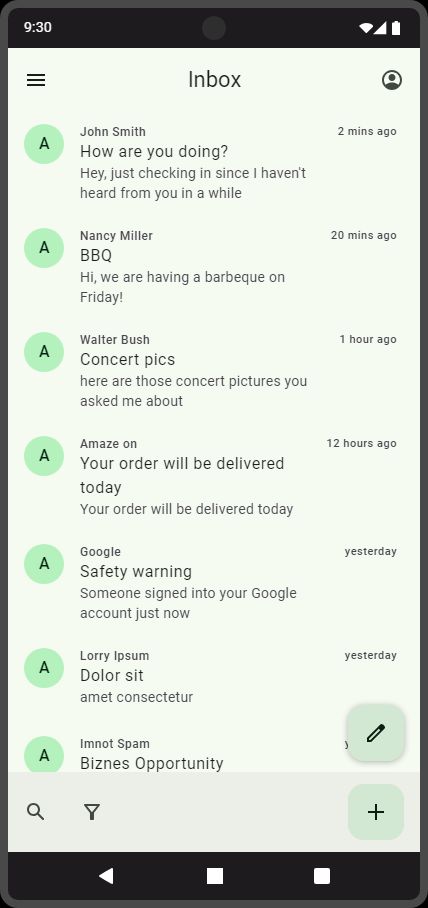 9:30
Inbox
A
John Smith
2 mins ago
How are you doing?
Hey, just checking in since I haven't
heard from you in a while
A
Nancy Miller
20 mins ago
BBQ
Hi, we are having a barbeque on
Friday!
A
Walter Bush
1 hour ago
Concert pics
here are those concert pictures you
asked me about
A
Amaze on
12 hours ago
Your order will be delivered
today
Your order will be delivered today
A
Google
yesterday
Safety warning
Someone signed into your Google
account just now
A
Lorry Ipsum
yesterday
Dolor sit
amet consectetur
A
Imnot Spam
Biznes Opportunity